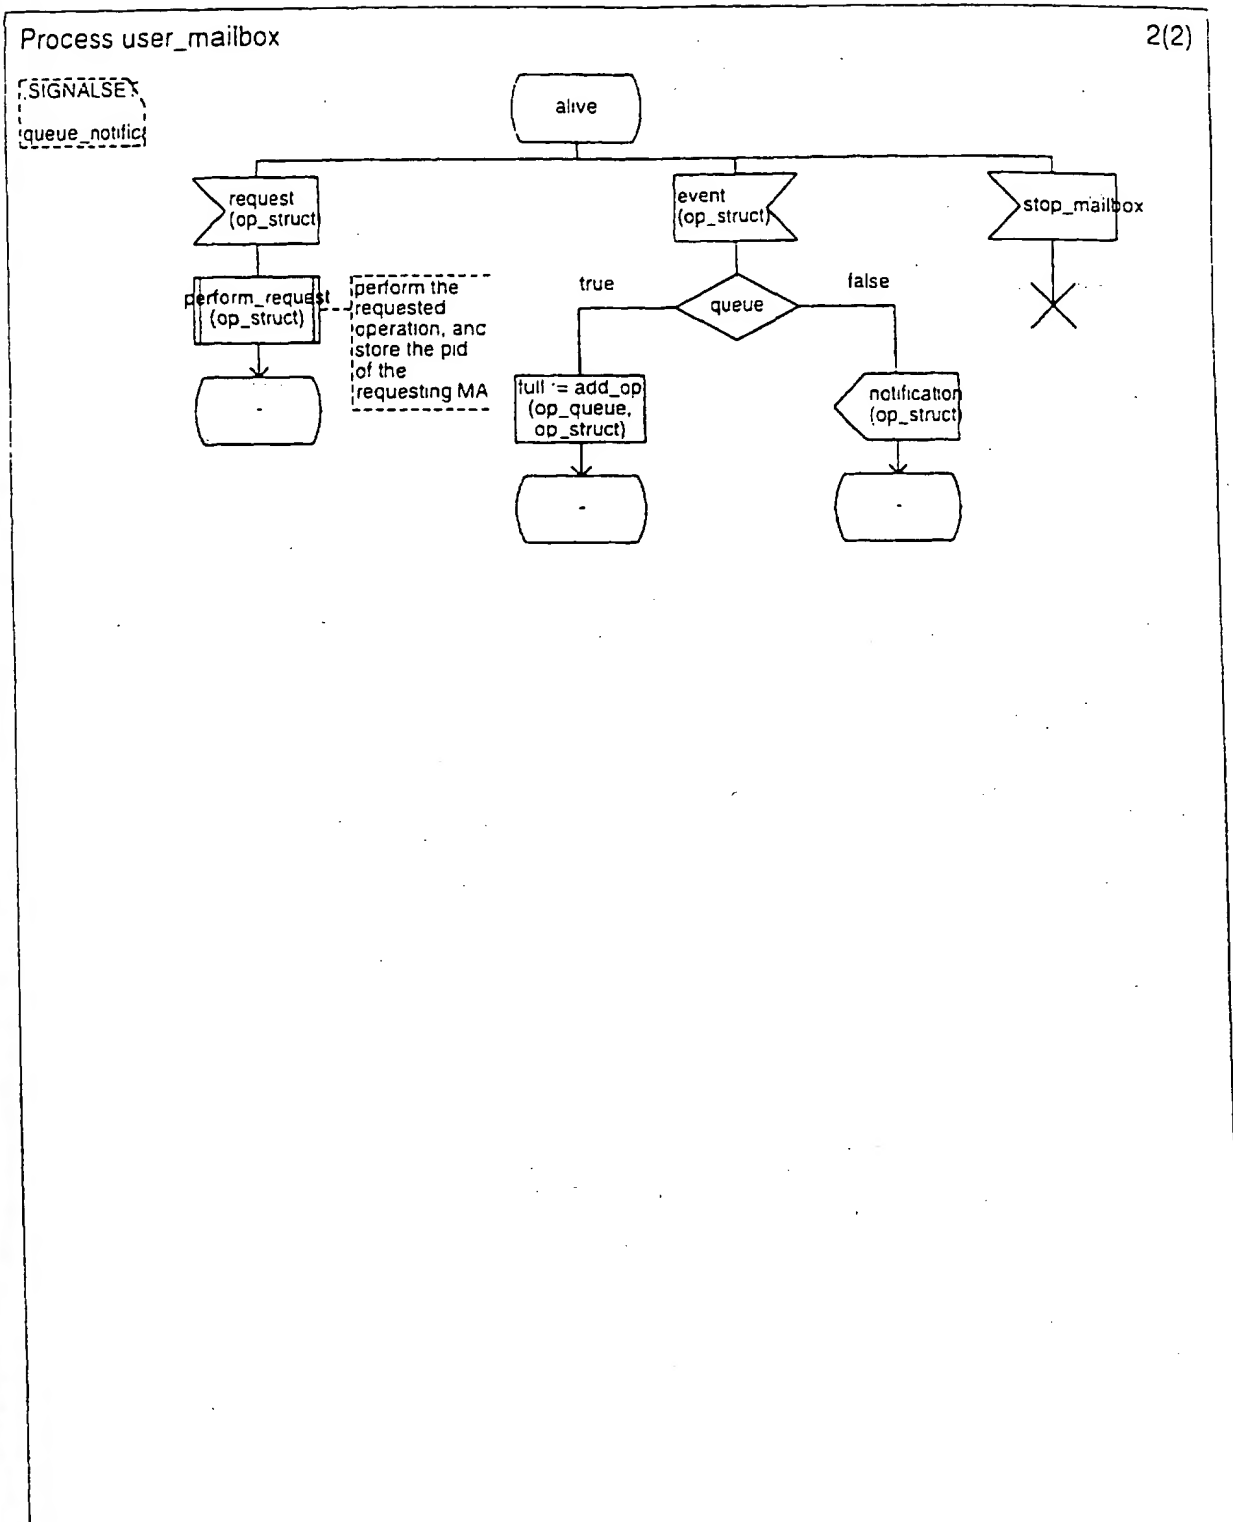 Process user_mailbox
2(2)
SIGNALSET
queue_notific
alive
request
(op_struct
event
(op_struct)
stop_mailbox
perform_request
(op_struct)
perform the
requested
operation, and
store the pid
of the
requesting MA
true
false
queue
full := add_op
(op_queue,
op_struct)
notification
(op_struct)
-
-
-